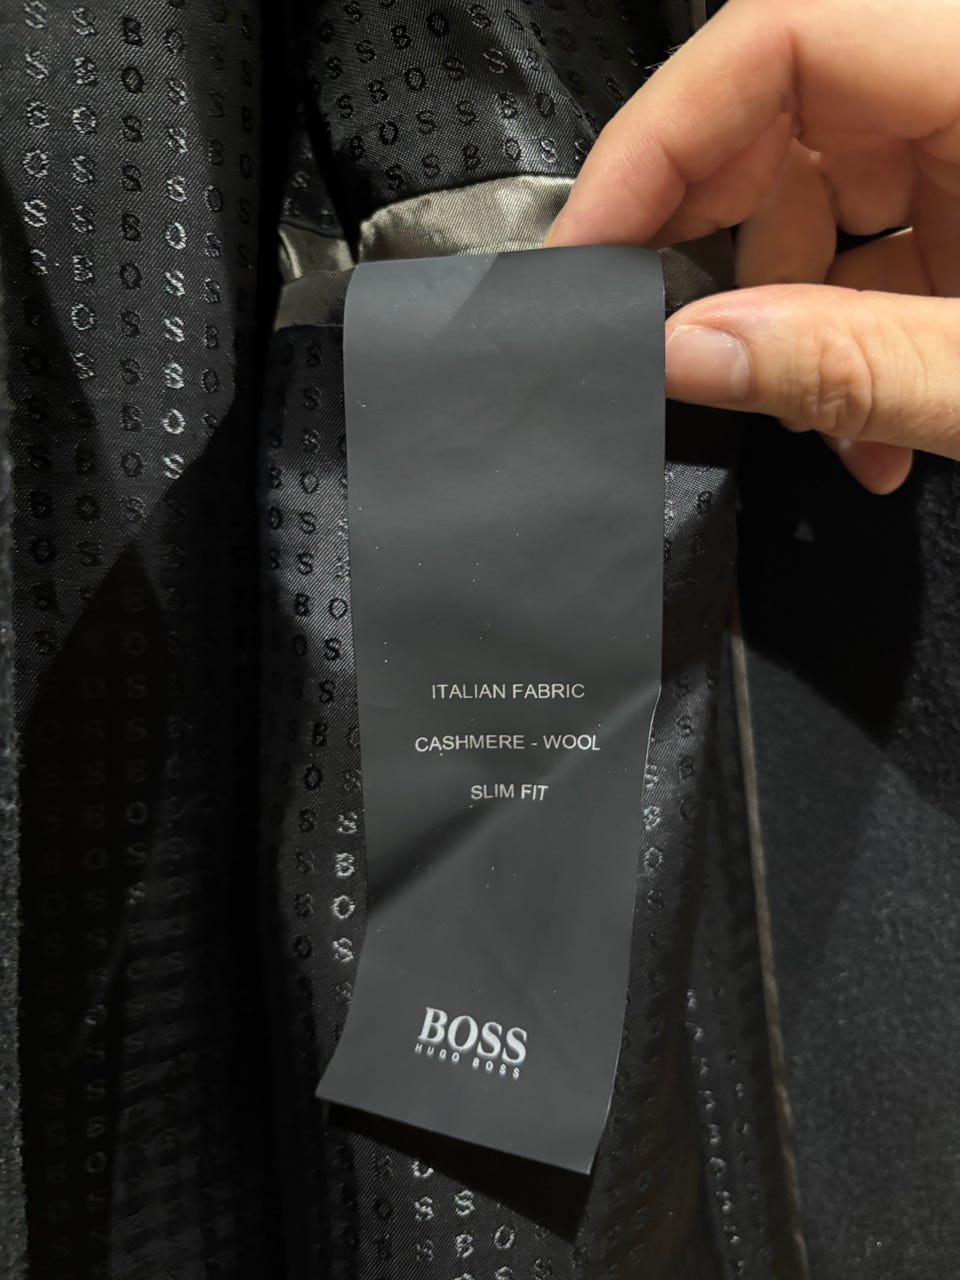 ITALIAN FABRIC
CASHMERE - WOOL
SLIM FIT
BOSS
HUGO BOSS